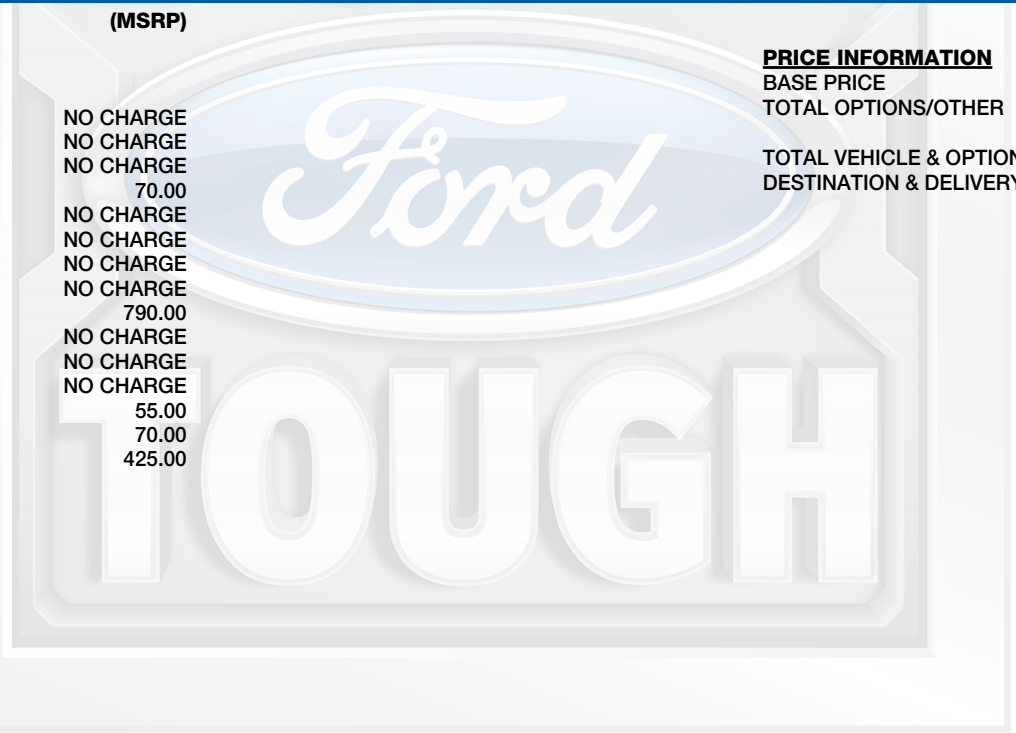 (MSRP)
NO CHARGE
NO CHARGE
NO CHARGE
70.00
NO CHARGE
NO CHARGE
NO CHARGE
NO CHARGE
790.00
NO CHARGE
NO CHARGE
NO CHARGE
55.00
70.00
425.00
PRICE INFORMATION
BASE PRICE
TOTAL OPTIONS/OTHER
TOTAL VEHICLE & OPTION
DESTINATION & DELIVERY
Ford
TOUGH